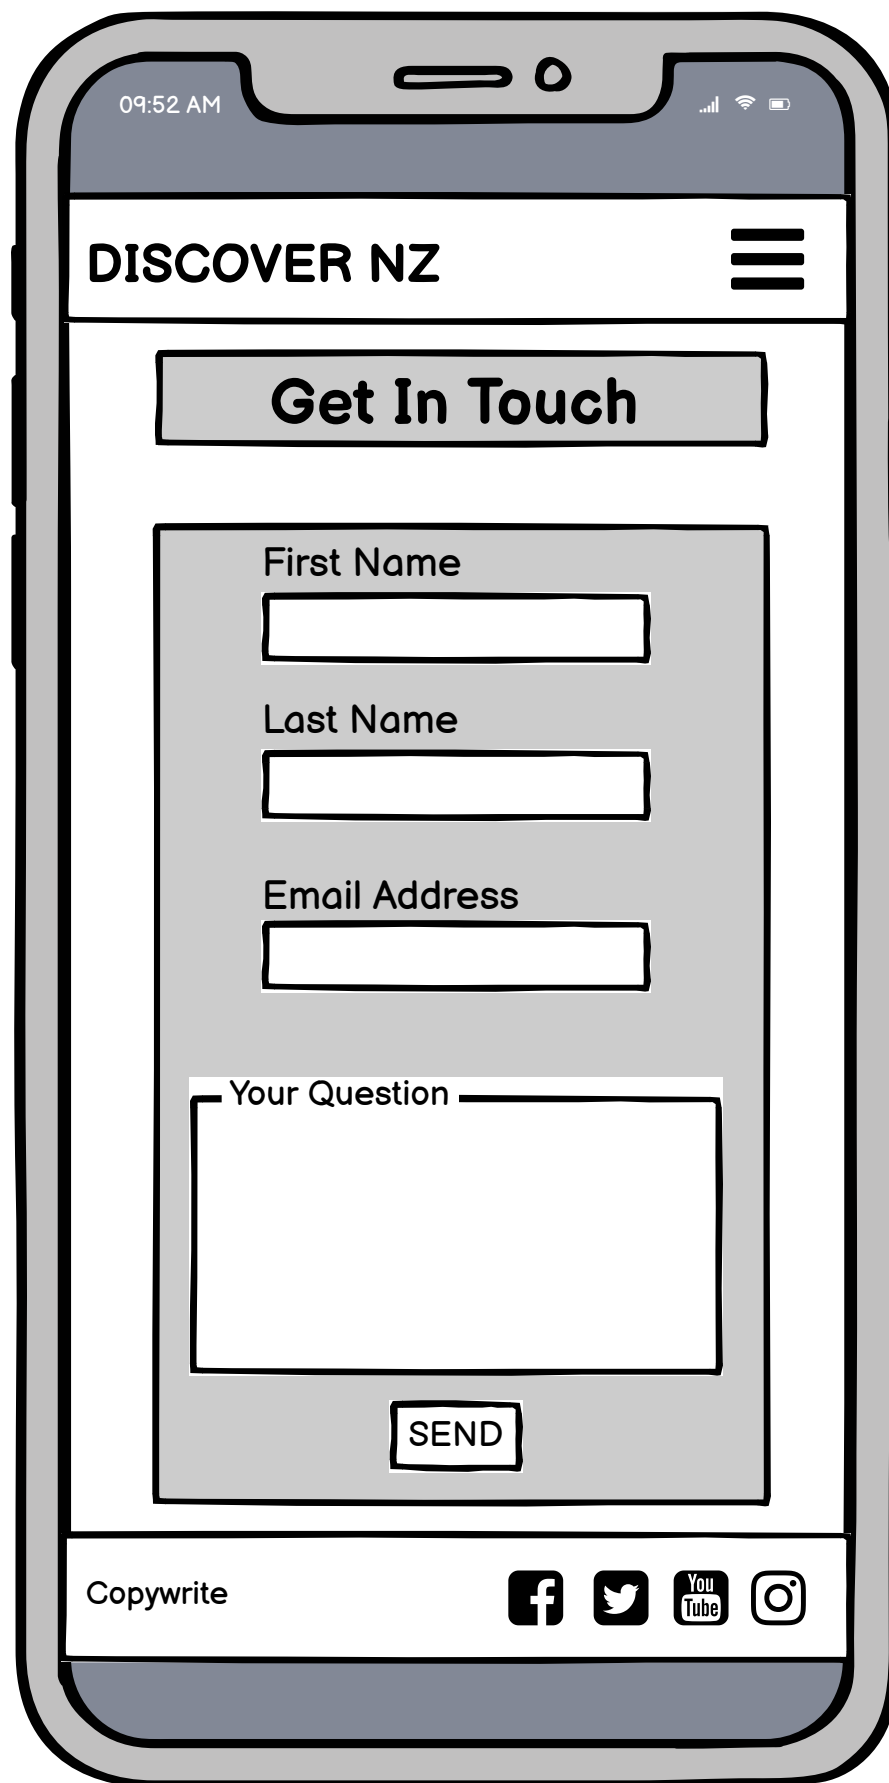 09:52 AM
DISCOVER NZ
Get In Touch
First Name
Last Name
Email Address
Your Question
SEND
Copywrite
You
Tube